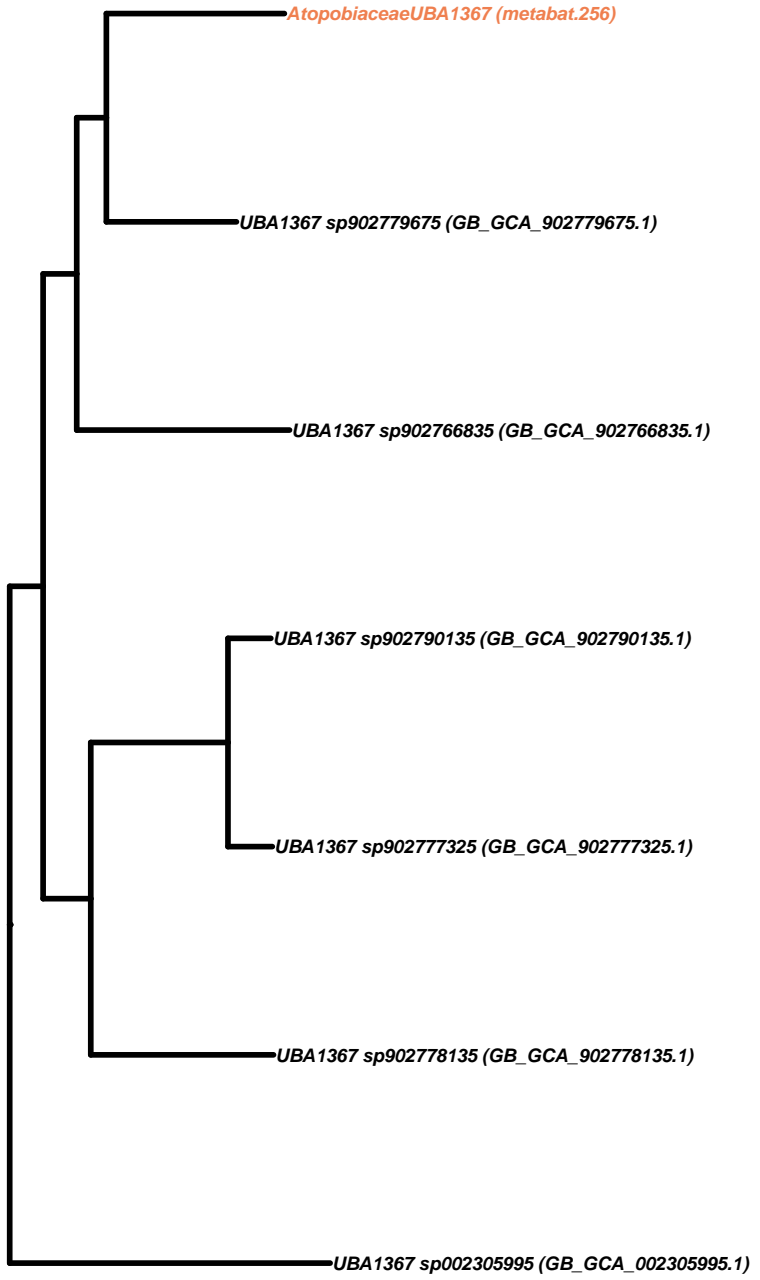 AtopobiaceaeUBA1367 (metabat.256)
UBA1367 sp902779675 (GB_GCA_902779675.1)
UBA1367 sp902766835 (GB_GCA_902766835.1)
UBA1367 sp902790135 (GB_GCA_902790135.1)
UBA1367 sp902777325 (GB_GCA_902777325.1)
UBA1367 sp902778135 (GB_GCA_902778135.1)
UBA1367 sp002305995 (GB_GCA_002305995.1)